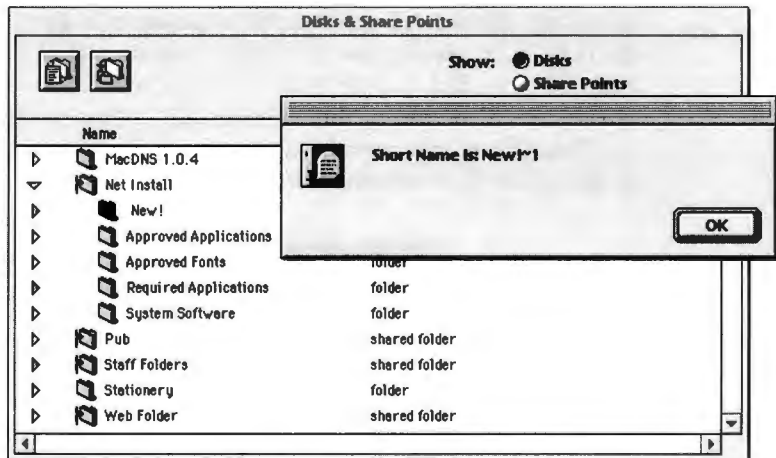 Disks & Share Points
Show: Disks
Share Points
Name
Short Name is: New!~1
OK
MacDNS 1.0.4
Net Install
New!
Approved Applications
Approved Fonts folder
Required Applications folder
System Software folder
Pub shared folder
Staff Folders shared folder
Stationery folder
Web Folder shared folder